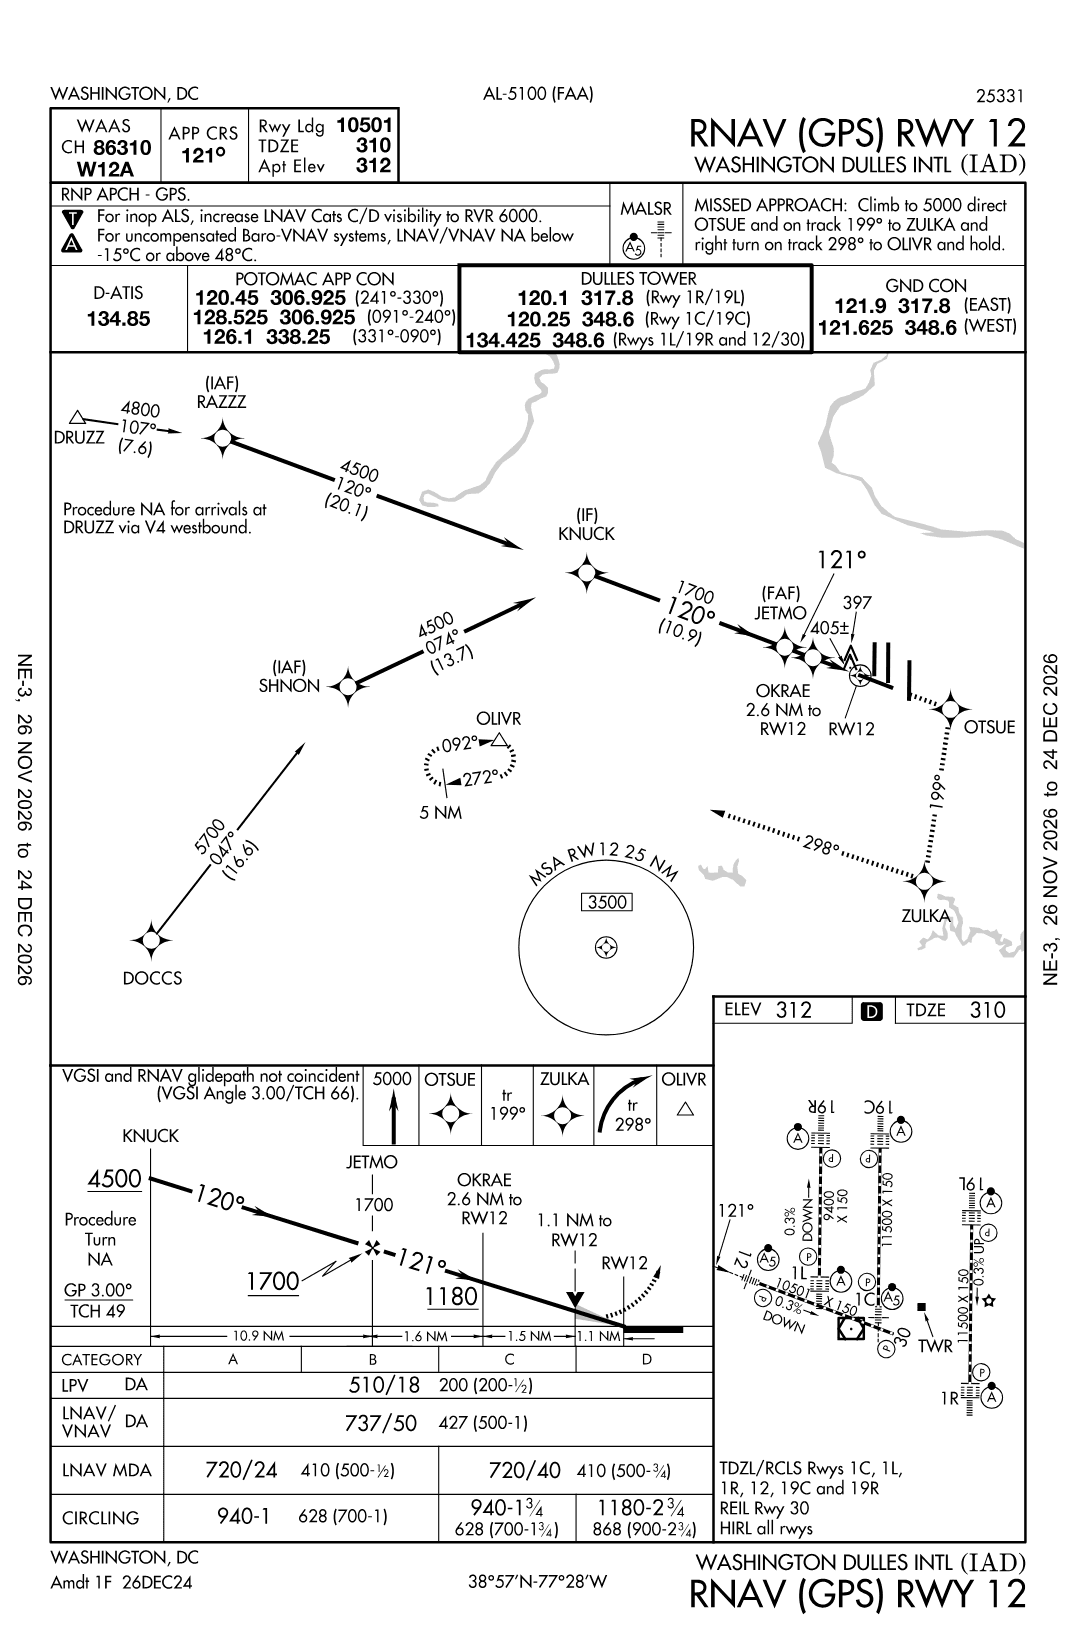 WASHINGTON, DC
AL-5100 (FAA)
25331
WAAS
CH 86310
W12A
APP CRS
121°
Rwy Ldg 10501
TDZE 310
Apt Elev 312
RNAV (GPS) RWY 12
WASHINGTON DULLES INTL (IAD)
RNP APCH - GPS.
T
For inop ALS, increase LNAV Cats C/D visibility to RVR 6000.
A
For uncompensated Baro-VNAV systems, LNAV/VNAV NA below
-15°C or above 48°C.
MALSR
A5
MISSED APPROACH: Climb to 5000 direct
OTSUE and on track 199° to ZULKA and
right turn on track 298° to OLIVR and hold.
D-ATIS
134.85
POTOMAC APP CON
120.45 306.925 (241°-330°)
128.525 306.925 (091°-240°)
126.1 338.25 (331°-090°)
DULLES TOWER
120.1 317.8 (Rwy 1R/19L)
120.25 348.6 (Rwy 1C/19C)
134.425 348.6 (Rwys 1L/19R and 12/30)
GND CON
121.9 317.8 (EAST)
121.625 348.6 (WEST)
(IAF)
RAZZZ
DRUZZ
4800
107°
(7.6)
4500
120°
(20.1)
Procedure NA for arrivals at
DRUZZ via V4 westbound.
(IF)
KNUCK
1700
120°
(10.9)
(FAF)
JETMO
121°
397
405±
OKRAE
2.6 NM to
RW12
RW12
OTSUE
(IAF)
SHNON
4500
074°
(13.7)
OLIVR
092°
272°
5 NM
199°
298°
ZULKA
5700
047°
(16.6)
DOCCS
MSA RW12 25 NM
3500
NE-3, 26 NOV 2026 to 24 DEC 2026
NE-3, 26 NOV 2026 to 24 DEC 2026
ELEV 312
D
TDZE 310
19R
19C
A
A
P
P
0.3% DOWN
9400 X 150
11500 X 150
19L
A
P
0.3% UP
11500 X 150
121°
12
A5
P
10501 X 150
0.3%
DOWN
P
1L
A
P
1C
A5
P
30
TWR
P
1R
A
TDZL/RCLS Rwys 1C, 1L,
1R, 12, 19C and 19R
REIL Rwy 30
HIRL all rwys
VGSI and RNAV glidepath not coincident
(VGSI Angle 3.00/TCH 66).
5000
OTSUE
tr
199°
ZULKA
tr
298°
OLIVR
KNUCK
4500
120°
Procedure
Turn
NA
GP 3.00°
TCH 49
JETMO
1700
1700
121°
OKRAE
2.6 NM to
RW12
1180
1.1 NM to
RW12
RW12
10.9 NM
1.6 NM
1.5 NM
1.1 NM
CATEGORY A B C D
LPV DA 510/18 200 (200-½)
LNAV/
VNAV DA 737/50 427 (500-1)
LNAV MDA 720/24 410 (500-½) 720/40 410 (500-¾)
CIRCLING 940-1 628 (700-1) 940-1¾ 628 (700-1¾) 1180-2¾ 868 (900-2¾)
WASHINGTON, DC
Amdt 1F 26DEC24
38°57'N-77°28'W
WASHINGTON DULLES INTL (IAD)
RNAV (GPS) RWY 12